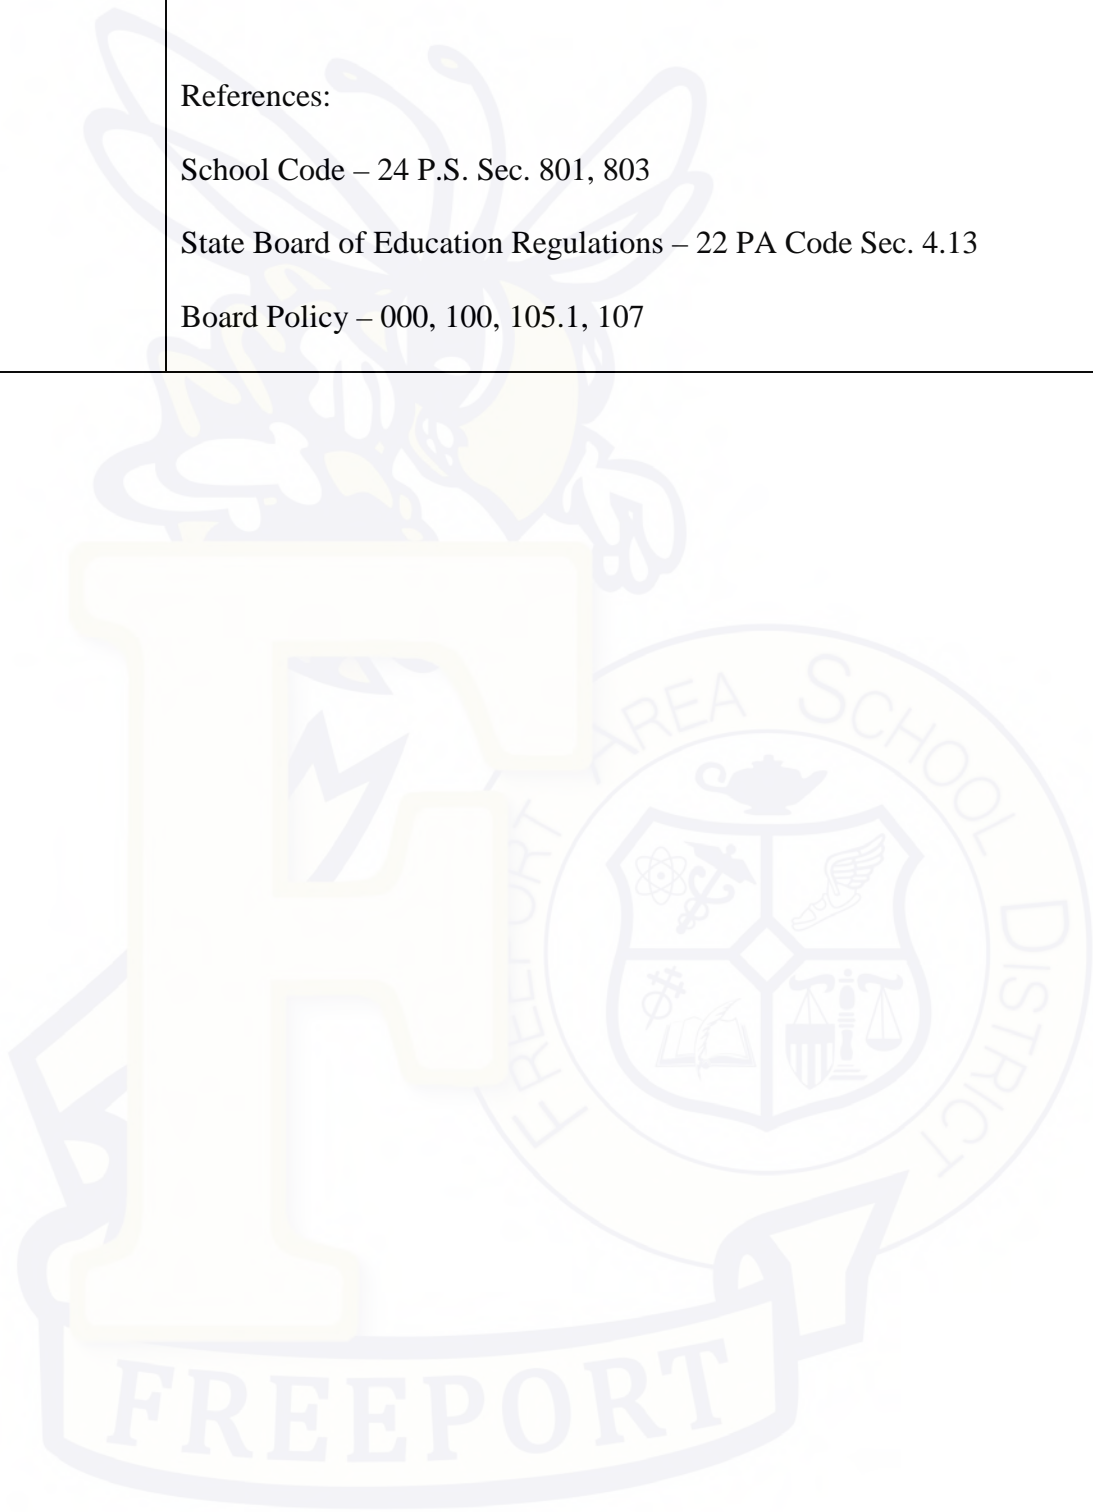 References:
School Code – 24 P.S. Sec. 801, 803
State Board of Education Regulations – 22 PA Code Sec. 4.13
Board Policy – 000, 100, 105.1, 107
F
FREEPORT AREA SCHOOL DISTRICT
FREEPORT